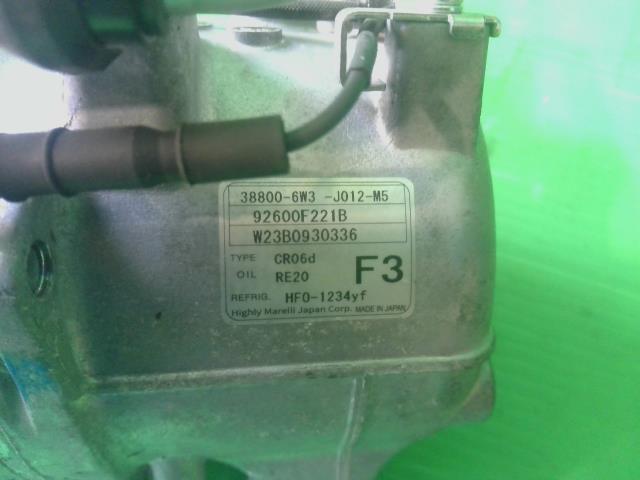 38800-6W3 -J012-M5
92600F221B
W23B0930336
TYPE CR06d
OIL RE20 F3
REFRIG. HFO-1234yf
Highly Marelli Japan Corp. MADE IN JAPAN